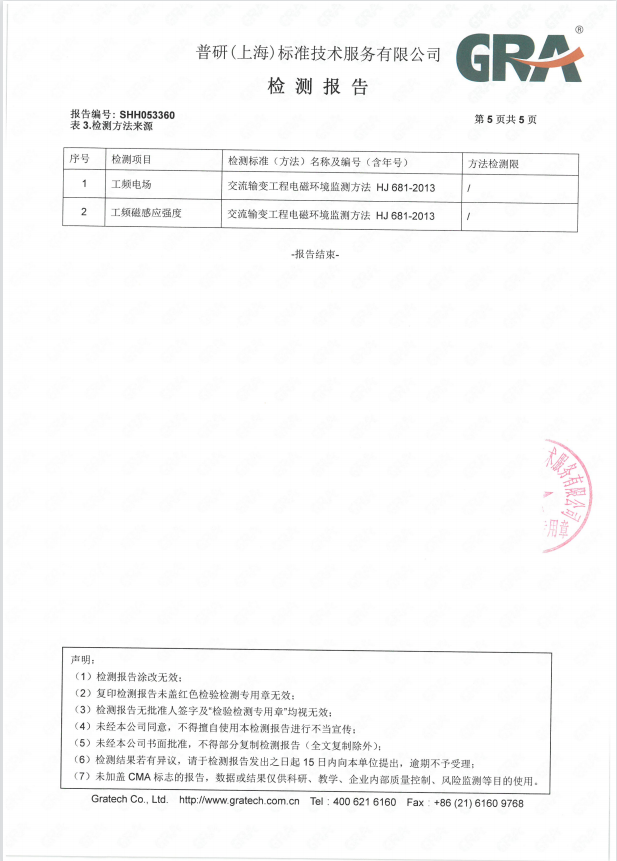 普研(上海)标准技术服务有限公司
GRA®
检 测 报 告
报告编号: SHH053360
第 5 页共 5 页
表 3.检测方法来源
序号 检测项目 检测标准（方法）名称及编号（含年号） 方法检测限
1 工频电场 交流输变工程电磁环境监测方法 HJ 681-2013 /
2 工频磁感应强度 交流输变工程电磁环境监测方法 HJ 681-2013 /
-报告结束-
术服务有限公司
用章
声明：
（1）检测报告涂改无效；
（2）复印检测报告未盖红色检验检测专用章无效；
（3）检测报告无批准人签字及“检验检测专用章”均视无效；
（4）未经本公司同意，不得擅自使用本检测报告进行不当宣传；
（5）未经本公司书面批准，不得部分复制检测报告（全文复制除外）；
（6）检测结果若有异议，请于检测报告发出之日起 15 日内向本单位提出，逾期不予受理；
（7）未加盖 CMA 标志的报告，数据或结果仅供科研、教学、企业内部质量控制、风险监测等目的使用。
Gratech Co., Ltd. http://www.gratech.com.cn Tel：400 621 6160 Fax：+86 (21) 6160 9768